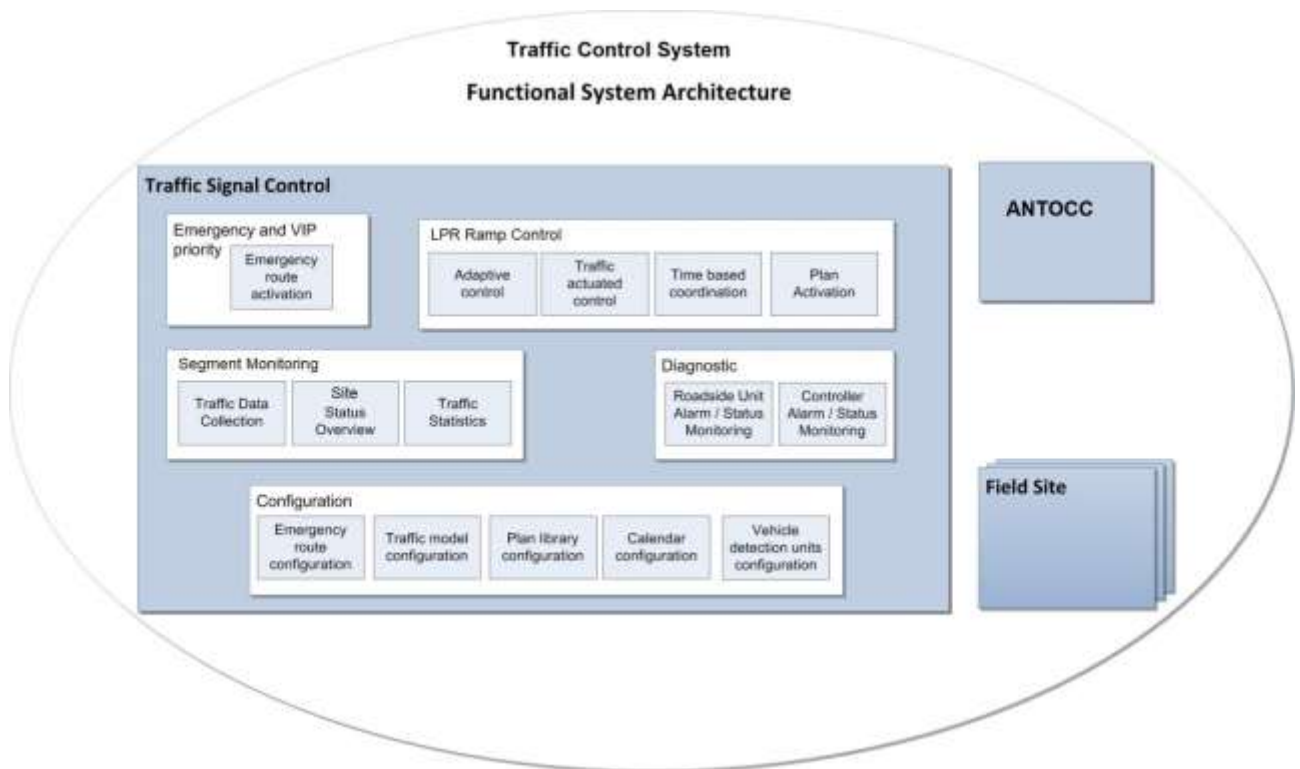 Traffic Control System
Functional System Architecture
Traffic Signal Control
Emergency and VIP
priority
Emergency
route
activation
LPR Ramp Control
Adaptive
control
Traffic
actuated
control
Time based
coordination
Plan
Activation
ANTOCC
Segment Monitoring
Traffic Data
Collection
Site
Status
Overview
Traffic
Statistics
Diagnostic
Roadside Unit
Alarm / Status
Monitoring
Controller
Alarm / Status
Monitoring
Field Site
Configuration
Emergency
route
configuration
Traffic model
configuration
Plan library
configuration
Calendar
configuration
Vehicle
detection units
configuration